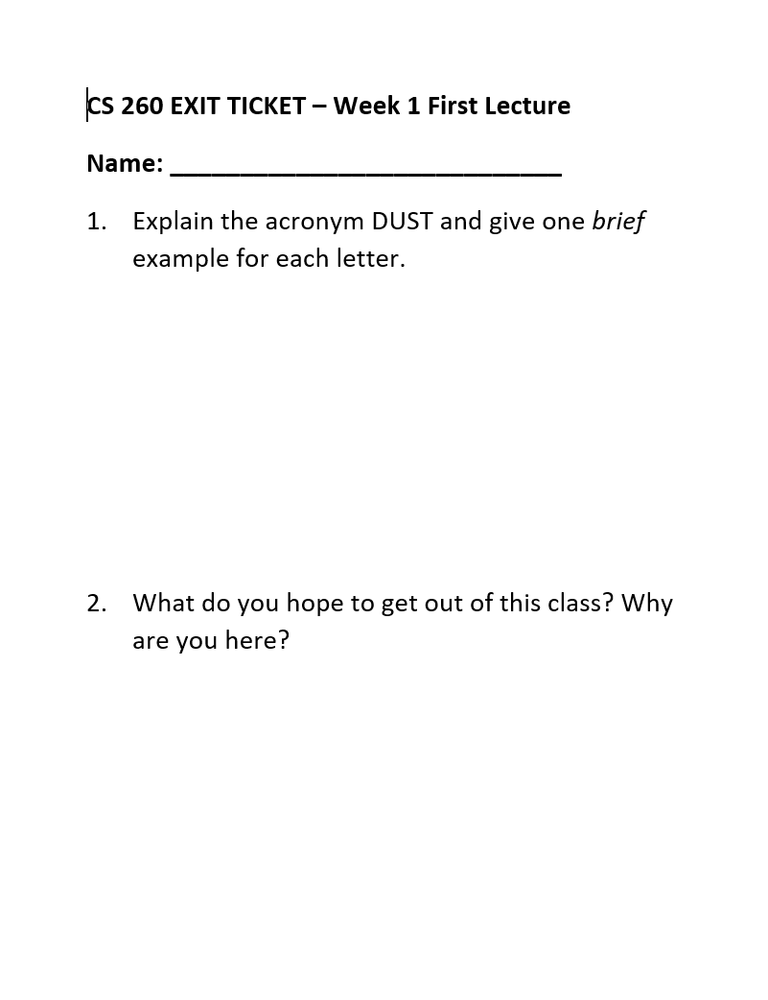 CS 260 EXIT TICKET – Week 1 First Lecture
Name: ____________________________
1. Explain the acronym DUST and give one brief
example for each letter.
2. What do you hope to get out of this class? Why
are you here?